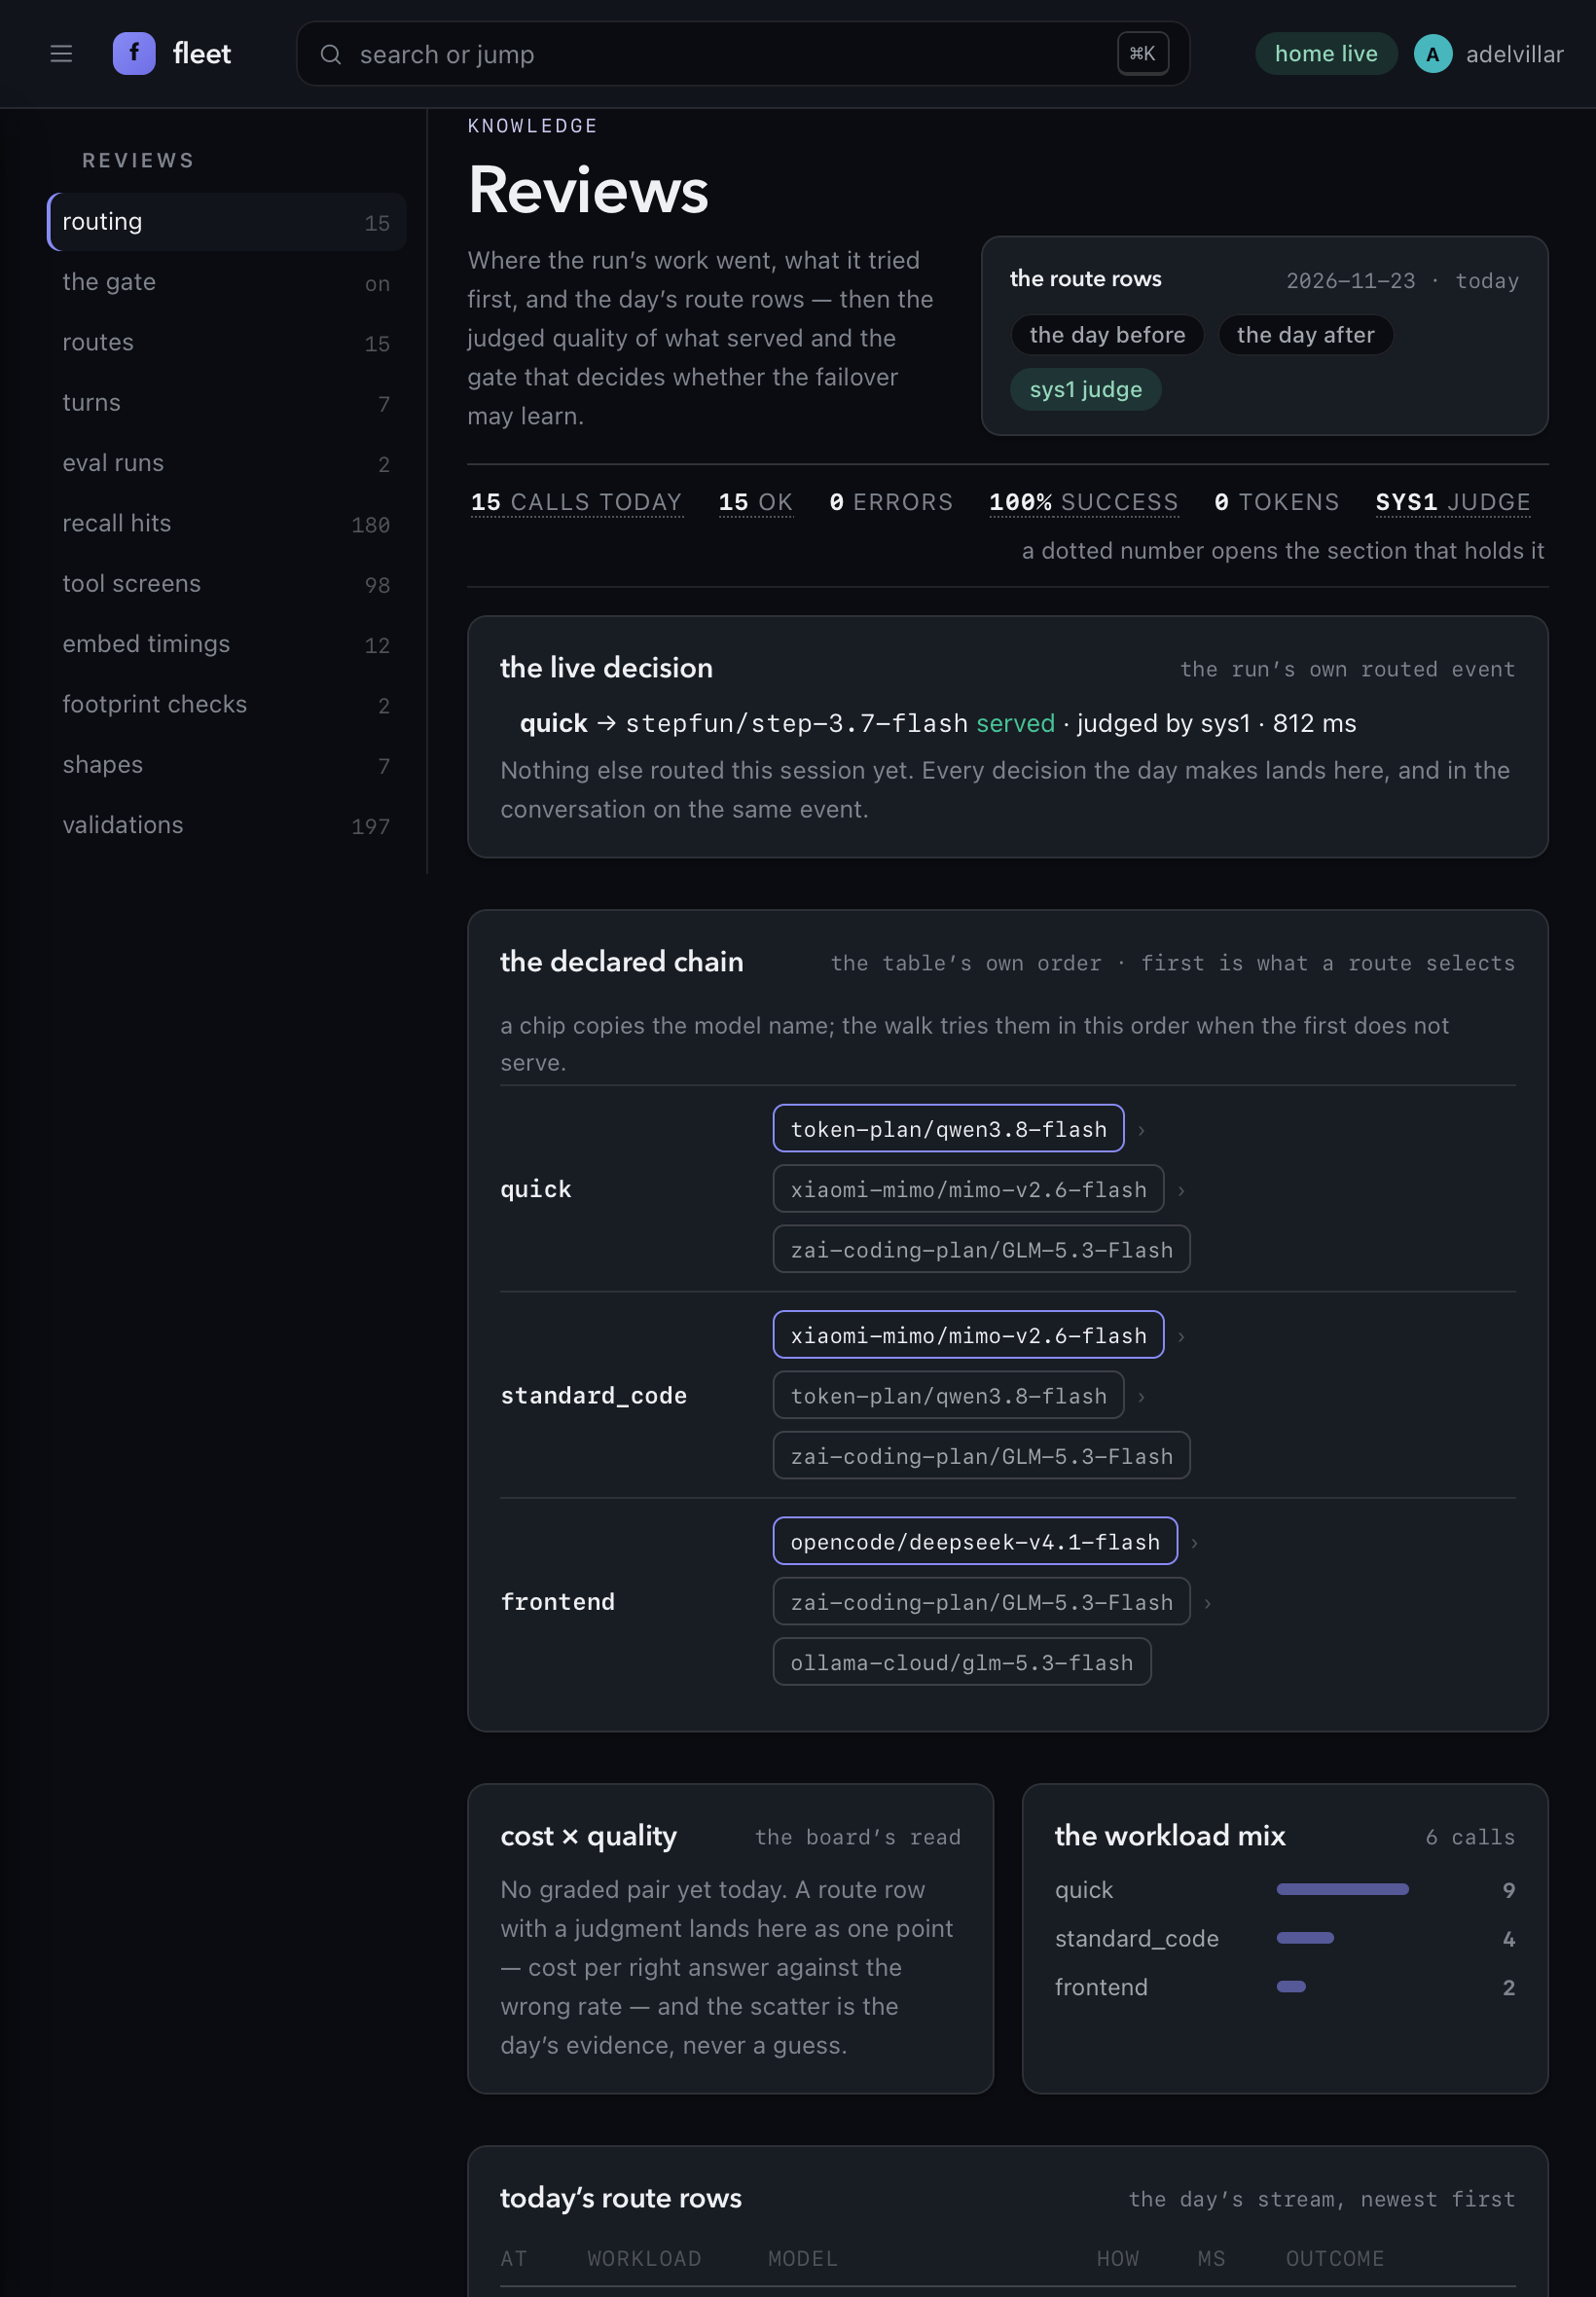 f fleet
search or jump ⌘K
home live A adelvillar
REVIEWS
routing 15
the gate on
routes 15
turns 7
eval runs 2
recall hits 180
tool screens 98
embed timings 12
footprint checks 2
shapes 7
validations 197
KNOWLEDGE
Reviews
Where the run’s work went, what it tried
first, and the day’s route rows — then the
judged quality of what served and the
gate that decides whether the failover
may learn.
the route rows 2026-11-23 · today
the day before the day after
sys1 judge
15 CALLS TODAY 15 OK 0 ERRORS 100% SUCCESS 0 TOKENS SYS1 JUDGE
a dotted number opens the section that holds it
the live decision the run’s own routed event
quick → stepfun/step-3.7-flash served · judged by sys1 · 812 ms
Nothing else routed this session yet. Every decision the day makes lands here, and in the
conversation on the same event.
the declared chain the table’s own order · first is what a route selects
a chip copies the model name; the walk tries them in this order when the first does not
serve.
token-plan/qwen3.8-flash ›
quick xiaomi-mimo/mimo-v2.6-flash ›
zai-coding-plan/GLM-5.3-Flash
xiaomi-mimo/mimo-v2.6-flash ›
standard_code token-plan/qwen3.8-flash ›
zai-coding-plan/GLM-5.3-Flash
opencode/deepseek-v4.1-flash ›
frontend zai-coding-plan/GLM-5.3-Flash ›
ollama-cloud/glm-5.3-flash
cost × quality the board’s read
No graded pair yet today. A route row
with a judgment lands here as one point
— cost per right answer against the
wrong rate — and the scatter is the
day’s evidence, never a guess.
the workload mix 6 calls
quick 9
standard_code 4
frontend 2
today’s route rows the day’s stream, newest first
AT WORKLOAD MODEL HOW MS OUTCOME